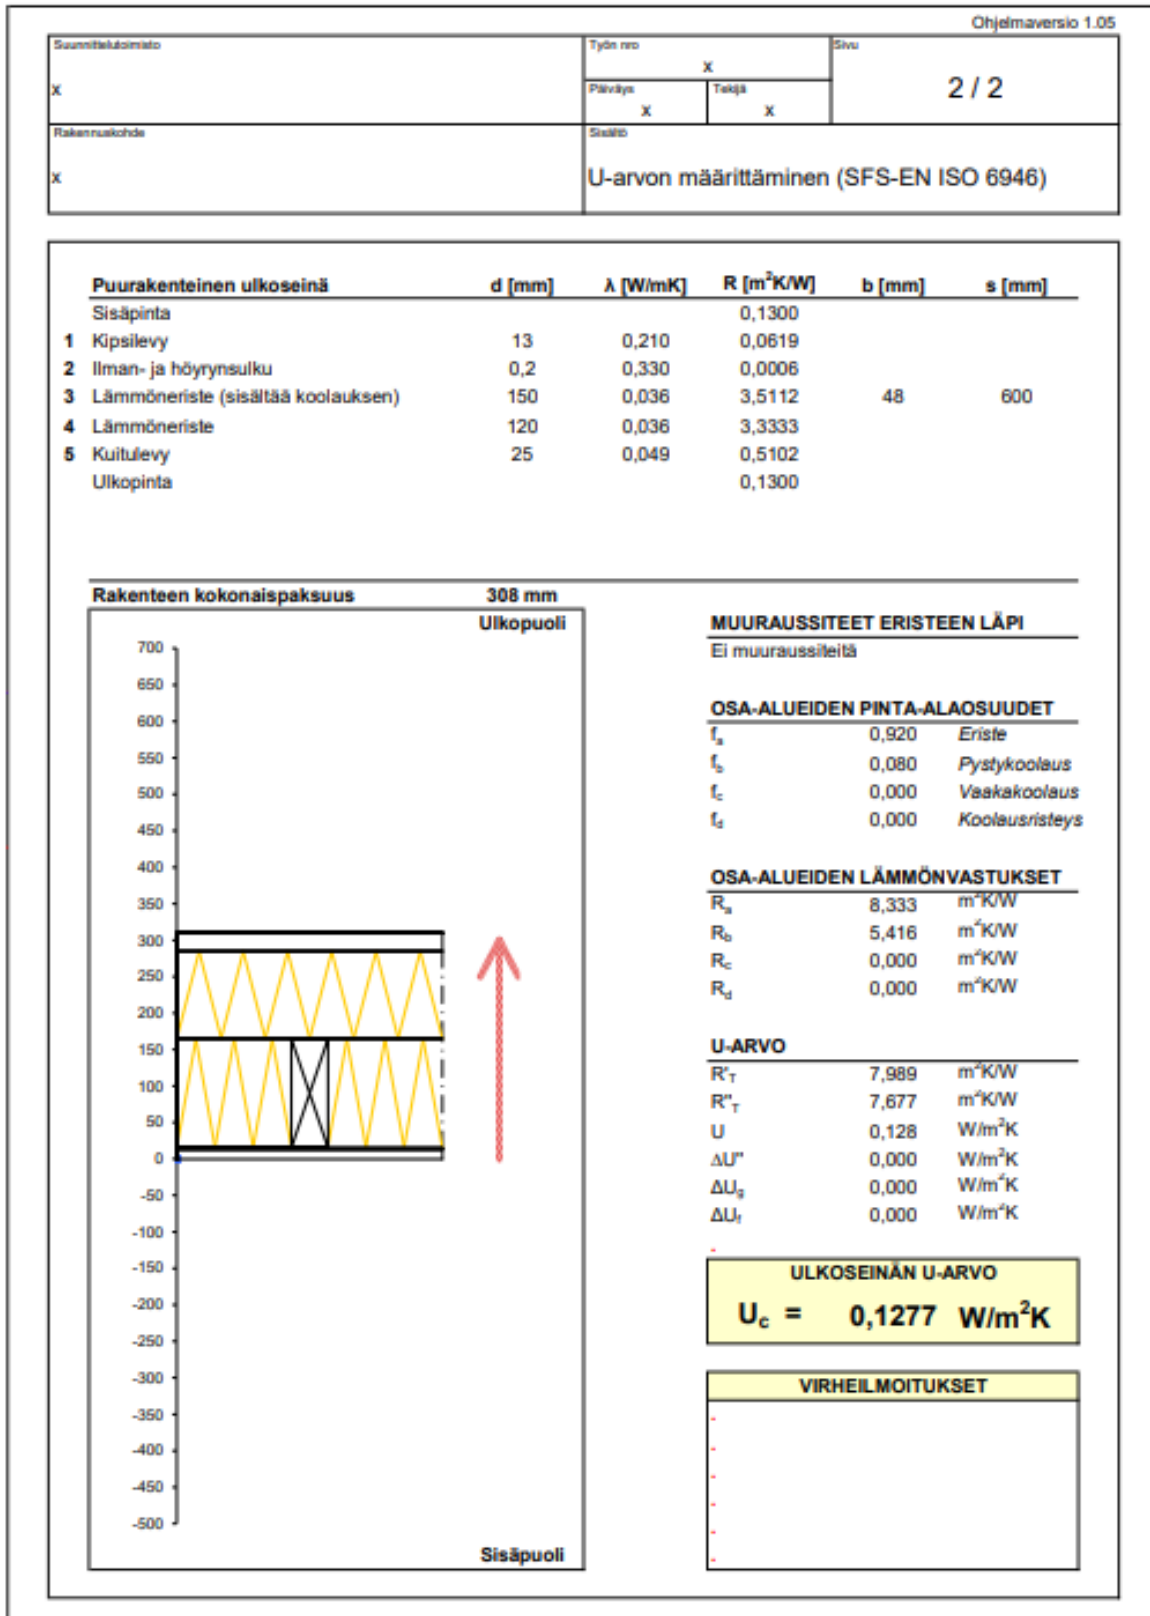 Ohjelmaversio 1.05
Suunnittelutoimisto
x
Työn nro
x
Sivu
2 / 2
Päiväys
x
Tekijä
x
Rakennuskohde
x
Sisältö
U-arvon määrittäminen (SFS-EN ISO 6946)
Puurakenteinen ulkoseinä d [mm] λ [W/mK] R [m²K/W] b [mm] s [mm]
Sisäpinta 0,1300
1 Kipsilevy 13 0,210 0,0619
2 Ilman- ja höyrynsulku 0,2 0,330 0,0006
3 Lämmöneriste (sisältää koolauksen) 150 0,036 3,5112 48 600
4 Lämmöneriste 120 0,036 3,3333
5 Kuitulevy 25 0,049 0,5102
Ulkopinta 0,1300
Rakenteen kokonaispaksuus 308 mm
Ulkopuoli
700
650
600
550
500
450
400
350
300
250
200
150
100
50
0
-50
-100
-150
-200
-250
-300
-350
-400
-450
-500
Sisäpuoli
MUURAUSSITEET ERISTEEN LÄPI
Ei muuraussiteitä
OSA-ALUEIDEN PINTA-ALAOSUUDET
fa 0,920 Eriste
fb 0,080 Pystykoolaus
fc 0,000 Vaakakoolaus
fd 0,000 Koolausristeys
OSA-ALUEIDEN LÄMMÖNVASTUKSET
Ra 8,333 m²K/W
Rb 5,416 m²K/W
Rc 0,000 m²K/W
Rd 0,000 m²K/W
U-ARVO
R'T 7,989 m²K/W
R"T 7,677 m²K/W
U 0,128 W/m²K
ΔU" 0,000 W/m²K
ΔUg 0,000 W/m²K
ΔUf 0,000 W/m²K
-
ULKOSEINÄN U-ARVO
Uc = 0,1277 W/m²K
VIRHEILMOITUKSET
-
-
-
-
-
-